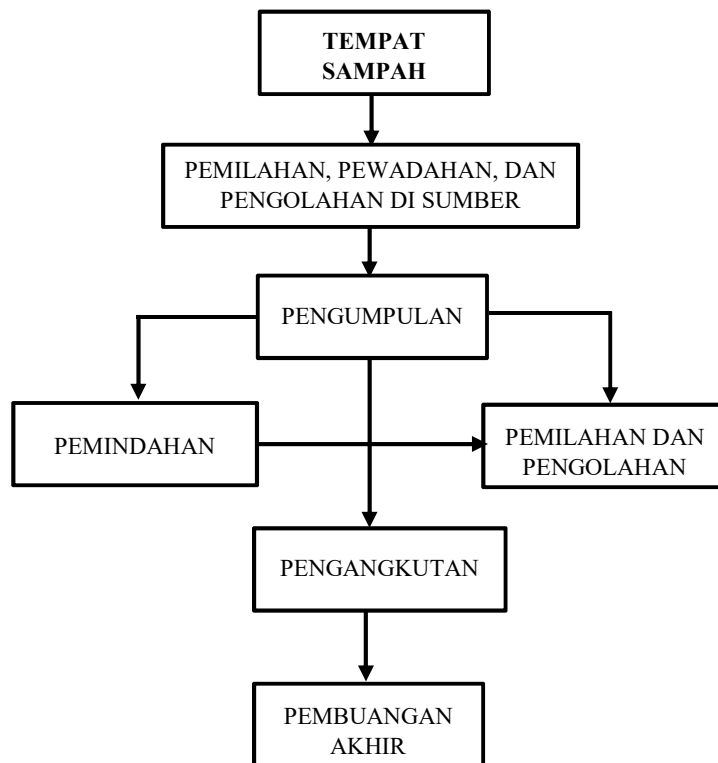 TEMPAT
SAMPAH
PEMILAHAN, PEWADAHAN, DAN
PENGOLAHAN DI SUMBER
PENGUMPULAN
PEMINDAHAN
PEMILAHAN DAN
PENGOLAHAN
PENGANGKUTAN
PEMBUANGAN
AKHIR